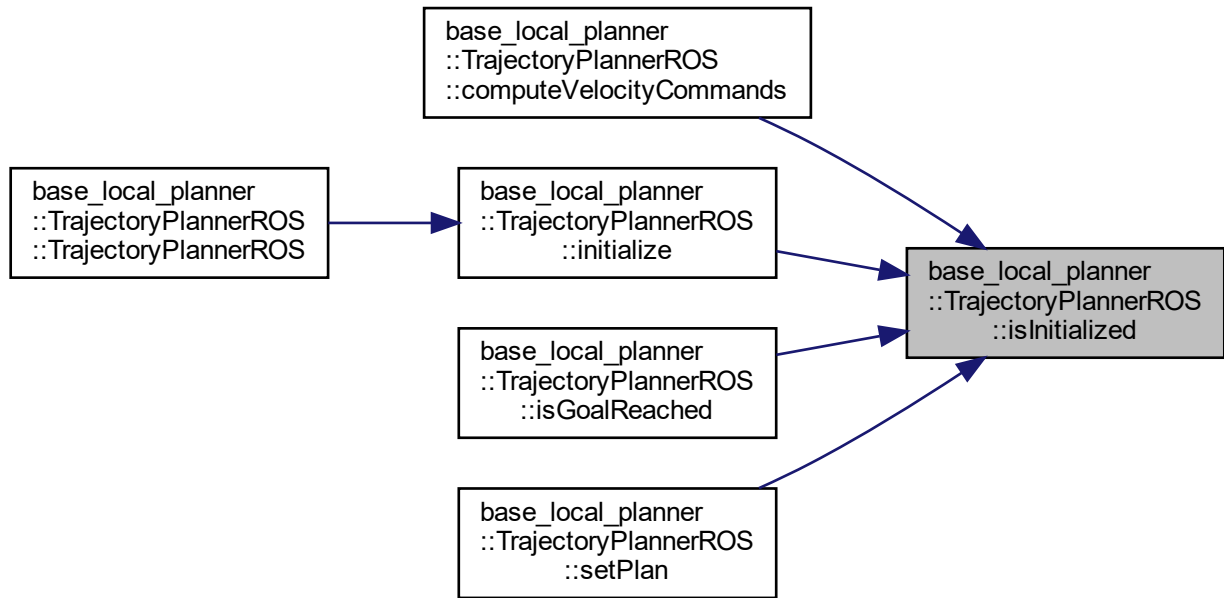 base_local_planner
::TrajectoryPlannerROS
::computeVelocityCommands
base_local_planner
::TrajectoryPlannerROS
::TrajectoryPlannerROS
base_local_planner
::TrajectoryPlannerROS
::initialize
base_local_planner
::TrajectoryPlannerROS
::isInitialized
base_local_planner
::TrajectoryPlannerROS
::isGoalReached
base_local_planner
::TrajectoryPlannerROS
::setPlan